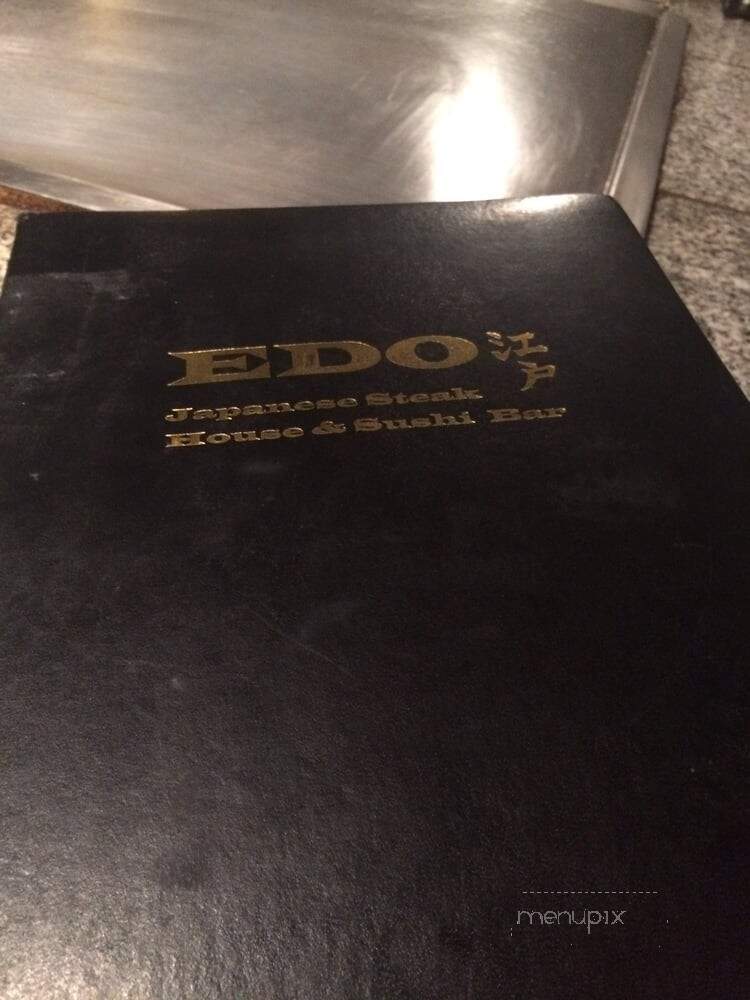 EDO 江戸
Japanese Steak
House & Sushi Bar
menupix